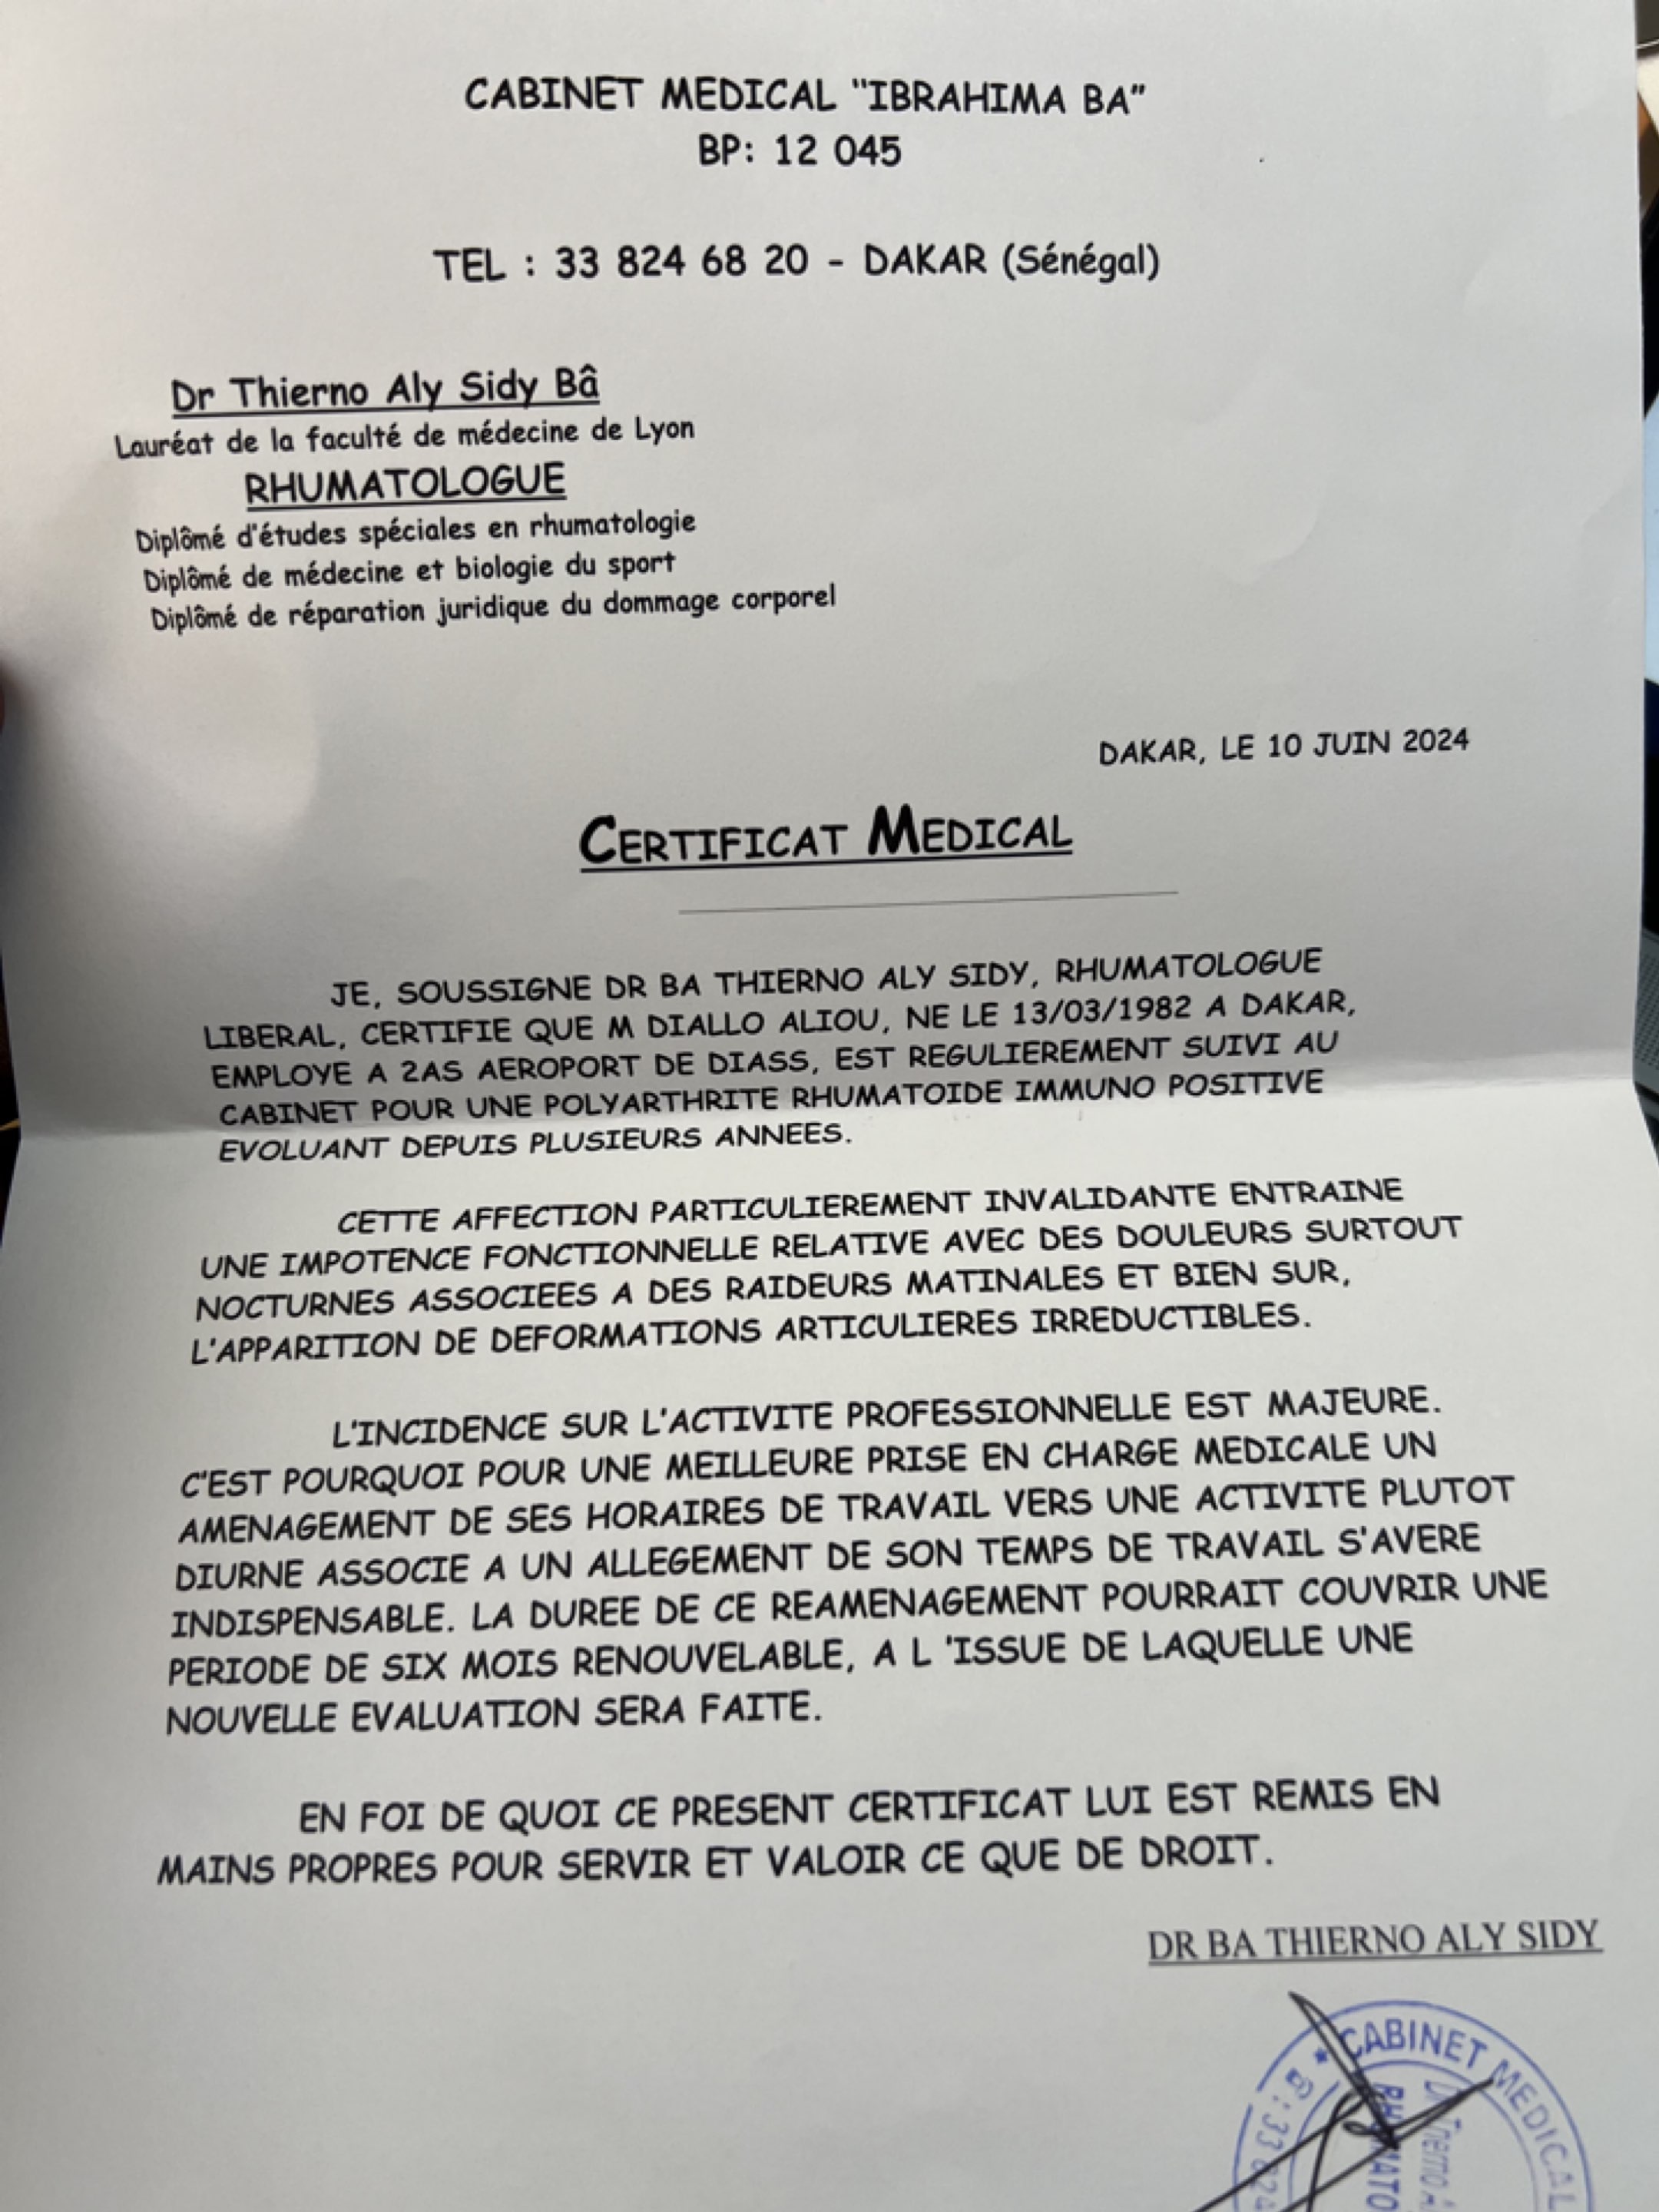 CABINET MEDICAL "IBRAHIMA BA"
BP: 12 045
TEL : 33 824 68 20 - DAKAR (Sénégal)
Dr Thierno Aly Sidy Bâ
Lauréat de la faculté de médecine de Lyon
RHUMATOLOGUE
Diplômé d'études spéciales en rhumatologie
Diplômé de médecine et biologie du sport
Diplômé de réparation juridique du dommage corporel
DAKAR, LE 10 JUIN 2024
CERTIFICAT MEDICAL
JE, SOUSSIGNE DR BA THIERNO ALY SIDY, RHUMATOLOGUE
LIBERAL, CERTIFIE QUE M DIALLO ALIOU, NE LE 13/03/1982 A DAKAR,
EMPLOYE A 2AS AEROPORT DE DIASS, EST REGULIEREMENT SUIVI AU
CABINET POUR UNE POLYARTHRITE RHUMATOIDE IMMUNO POSITIVE
EVOLUANT DEPUIS PLUSIEURS ANNEES.
CETTE AFFECTION PARTICULIEREMENT INVALIDANTE ENTRAINE
UNE IMPOTENCE FONCTIONNELLE RELATIVE AVEC DES DOULEURS SURTOUT
NOCTURNES ASSOCIEES A DES RAIDEURS MATINALES ET BIEN SUR,
L'APPARITION DE DEFORMATIONS ARTICULIERES IRREDUCTIBLES.
L'INCIDENCE SUR L'ACTIVITE PROFESSIONNELLE EST MAJEURE.
C'EST POURQUOI POUR UNE MEILLEURE PRISE EN CHARGE MEDICALE UN
AMENAGEMENT DE SES HORAIRES DE TRAVAIL VERS UNE ACTIVITE PLUTOT
DIURNE ASSOCIE A UN ALLEGEMENT DE SON TEMPS DE TRAVAIL S'AVERE
INDISPENSABLE. LA DUREE DE CE REAMENAGEMENT POURRAIT COUVRIR UNE
PERIODE DE SIX MOIS RENOUVELABLE, A L 'ISSUE DE LAQUELLE UNE
NOUVELLE EVALUATION SERA FAITE.
EN FOI DE QUOI CE PRESENT CERTIFICAT LUI EST REMIS EN
MAINS PROPRES POUR SERVIR ET VALOIR CE QUE DE DROIT.
DR BA THIERNO ALY SIDY
CABINET MEDICAL